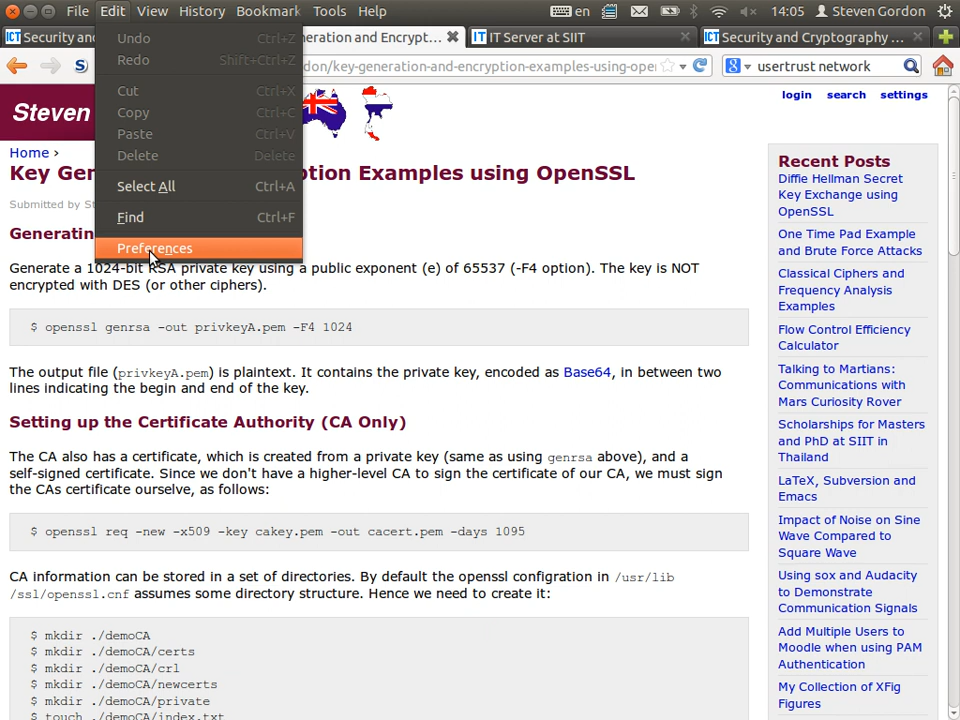 File Edit View History Bookmark Tools Help en 14:05 Steven Gordon
ICT Security an
eneration and Encrypt...
IT IT Server at SIIT
ICT Security and Cryptography ...
S
don/key-generation-and-encryption-examples-using-ope
usertrust network
Undo Ctrl+Z
Redo Shift+Ctrl+Z
Cut Ctrl+X
Copy Ctrl+C
Paste Ctrl+V
Delete Delete
Select All Ctrl+A
Find Ctrl+F
Preferences
login search settings
Steven
Home ›
Key Gen tion Examples using OpenSSL
Submitted by St
Generatin
Generate a 1024-bit RSA private key using a public exponent (e) of 65537 (-F4 option). The key is NOT
encrypted with DES (or other ciphers).
$ openssl genrsa -out privkeyA.pem -F4 1024
The output file (privkeyA.pem) is plaintext. It contains the private key, encoded as Base64, in between two
lines indicating the begin and end of the key.
Setting up the Certificate Authority (CA Only)
The CA also has a certificate, which is created from a private key (same as using genrsa above), and a
self-signed certificate. Since we don't have a higher-level CA to sign the certificate of our CA, we must sign
the CAs certificate ourselve, as follows:
$ openssl req -new -x509 -key cakey.pem -out cacert.pem -days 1095
CA information can be stored in a set of directories. By default the openssl configration in /usr/lib
/ssl/openssl.cnf assumes some directory structure. Hence we need to create it:
$ mkdir ./demoCA
$ mkdir ./demoCA/certs
$ mkdir ./demoCA/crl
$ mkdir ./demoCA/newcerts
$ mkdir ./demoCA/private
$ touch ./demoCA/index.txt
Recent Posts
Diffie Hellman Secret
Key Exchange using
OpenSSL
One Time Pad Example
and Brute Force Attacks
Classical Ciphers and
Frequency Analysis
Examples
Flow Control Efficiency
Calculator
Talking to Martians:
Communications with
Mars Curiosity Rover
Scholarships for Masters
and PhD at SIIT in
Thailand
LaTeX, Subversion and
Emacs
Impact of Noise on Sine
Wave Compared to
Square Wave
Using sox and Audacity
to Demonstrate
Communication Signals
Add Multiple Users to
Moodle when using PAM
Authentication
My Collection of XFig
Figures